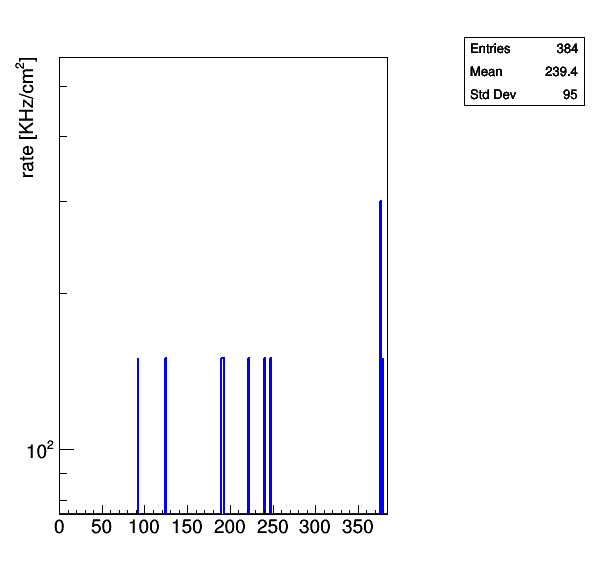 Entries 384
Mean 239.4
Std Dev 95
rate [KHz/cm²]
10²
0 50 100 150 200 250 300 350